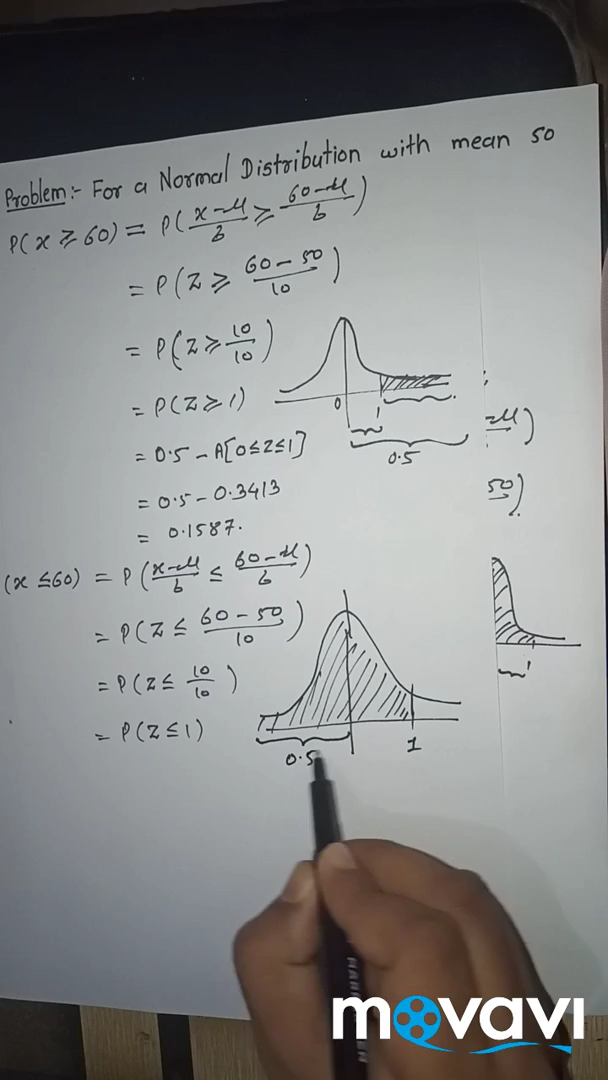 Problem:- For a Normal Distribution with mean 50
P(x ≥ 60) = P(x-μ/σ ≥ 60-μ/σ)
= P(Z ≥ 60-50/10)
= P(Z ≥ 10/10)
= P(Z ≥ 1)
= 0.5 - A[0≤Z≤1]
= 0.5 - 0.3413
= 0.1587.
0
1
0.5
-μ)
50)
(x ≤ 60) = P(x-μ/σ ≤ 60-μ/σ)
= P(Z ≤ 60-50/10)
= P(Z ≤ 10/10)
= P(Z ≤ 1)
0.5
1
1
movavi